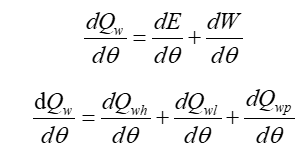 dQ_w/dθ = dE/dθ + dW/dθ
dQ_w/dθ = dQ_wh/dθ + dQ_wl/dθ + dQ_wp/dθ